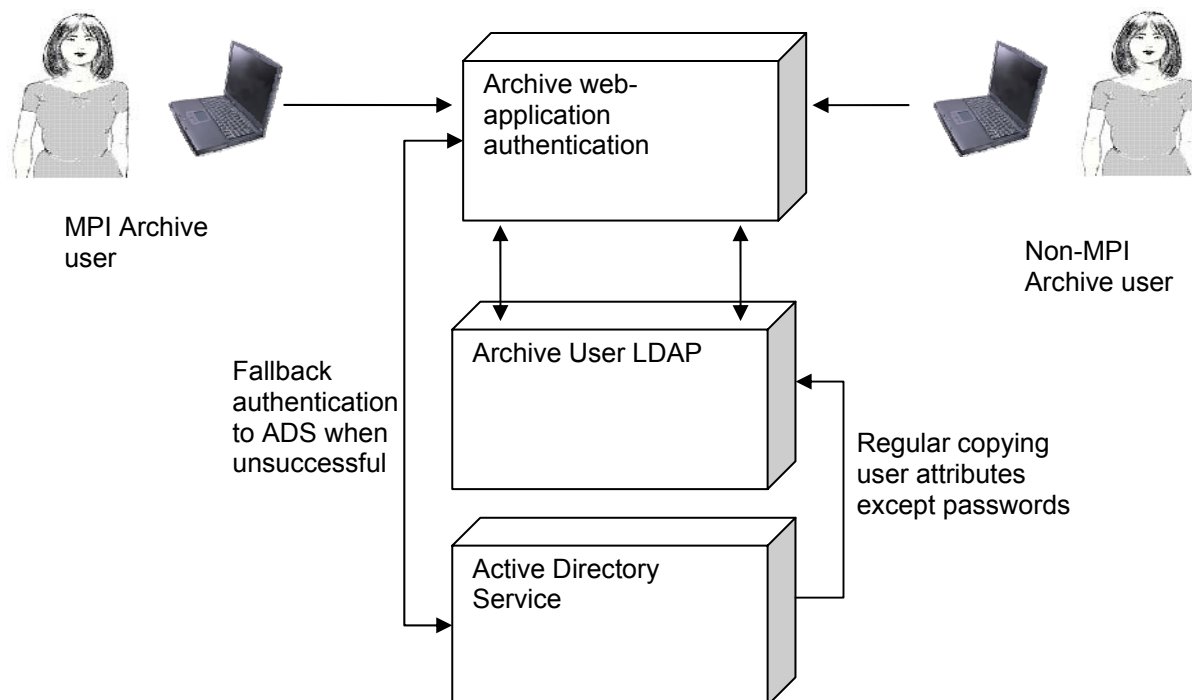 Archive web-
application
authentication
MPI Archive
user
Non-MPI
Archive user
Archive User LDAP
Fallback
authentication
to ADS when
unsuccessful
Regular copying
user attributes
except passwords
Active Directory
Service